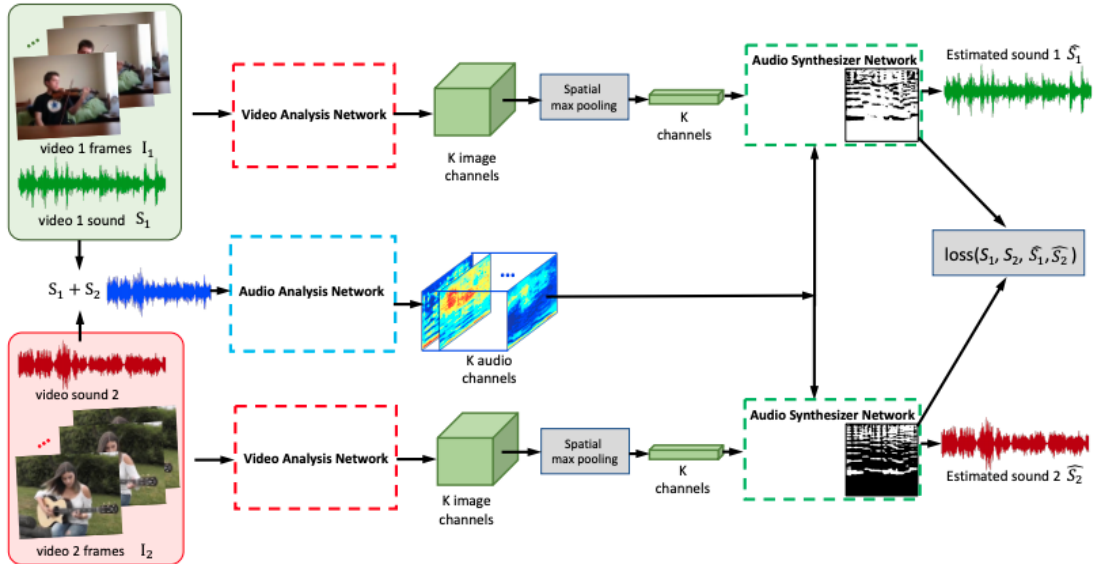 video 1 frames I₁
video 1 sound S₁
S₁ + S₂
video sound 2
video 2 frames I₂
Video Analysis Network
K image
channels
Spatial
max pooling
K
channels
Audio Synthesizer Network
Estimated sound 1 Ŝ₁
Audio Analysis Network
...
K audio
channels
loss(S₁, S₂, Ŝ₁, Ŝ₂ )
Video Analysis Network
K image
channels
Spatial
max pooling
K
channels
Audio Synthesizer Network
Estimated sound 2 Ŝ₂